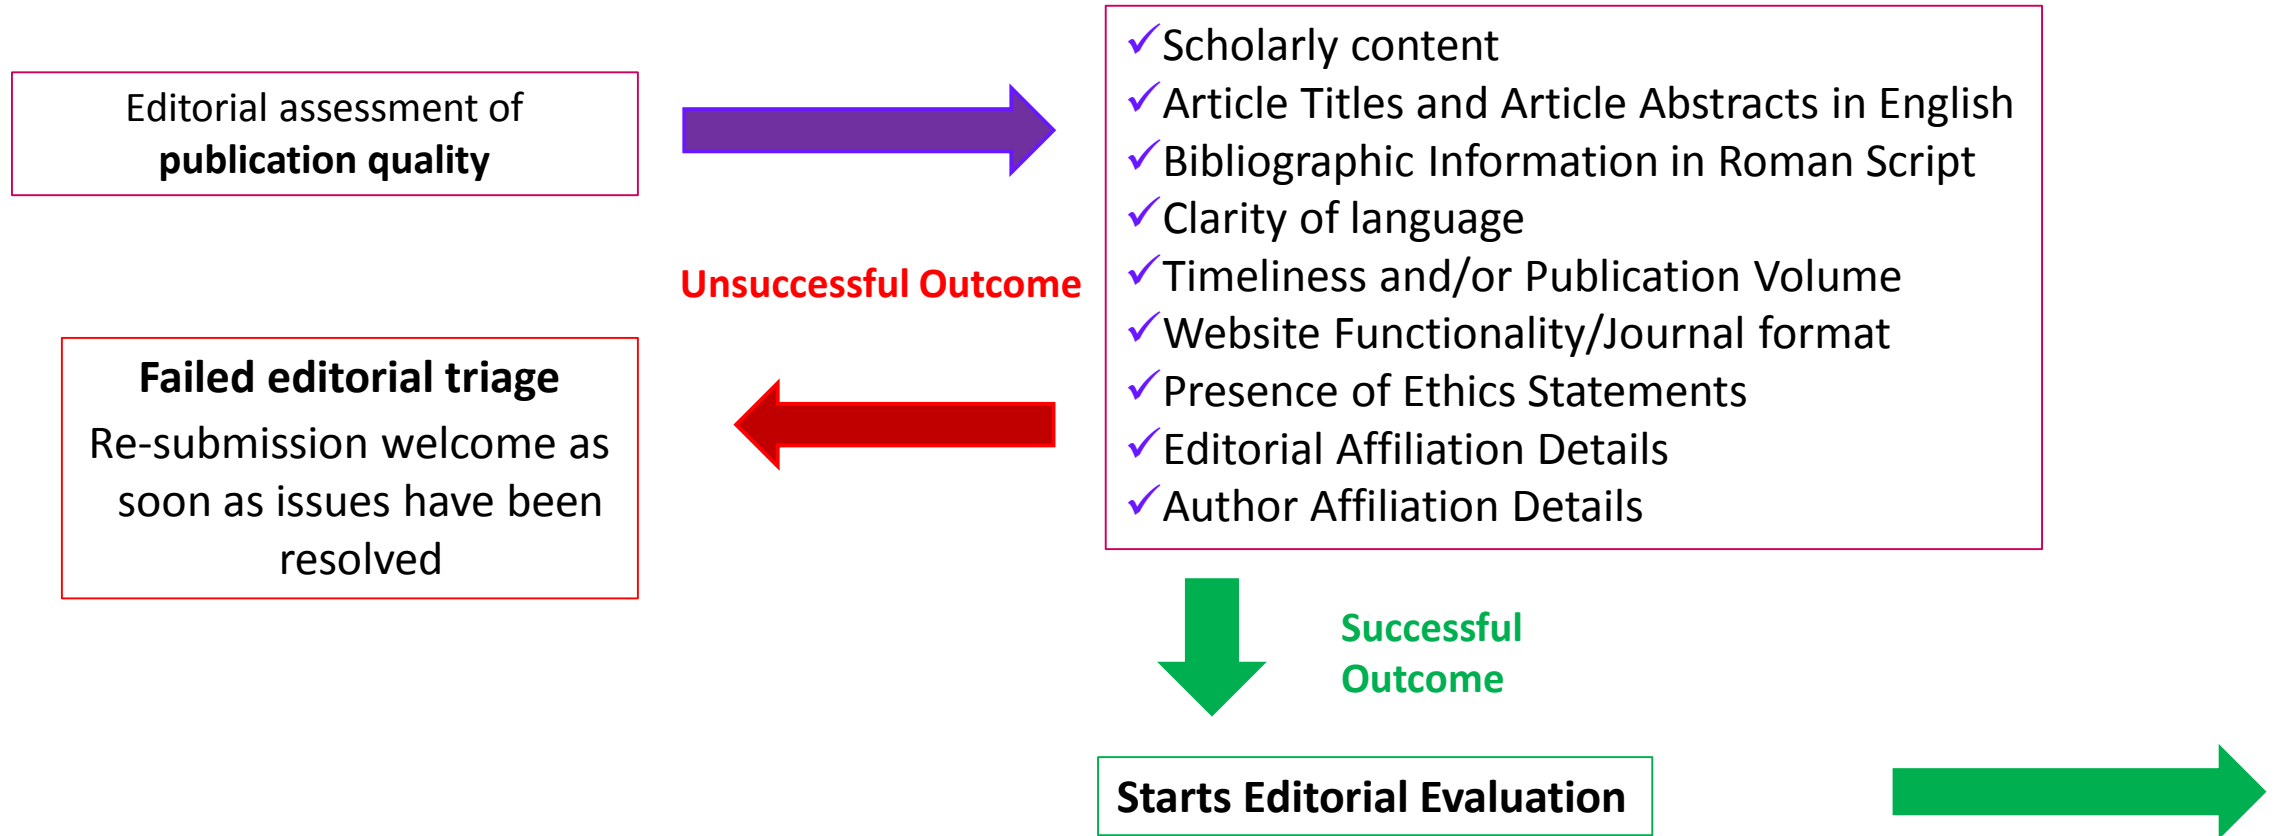 Editorial assessment of
publication quality
✓Scholarly content
✓Article Titles and Article Abstracts in English
✓Bibliographic Information in Roman Script
✓Clarity of language
✓Timeliness and/or Publication Volume
✓Website Functionality/Journal format
✓Presence of Ethics Statements
✓Editorial Affiliation Details
✓Author Affiliation Details
Unsuccessful Outcome
Failed editorial triage
Re-submission welcome as
soon as issues have been
resolved
Successful
Outcome
Starts Editorial Evaluation